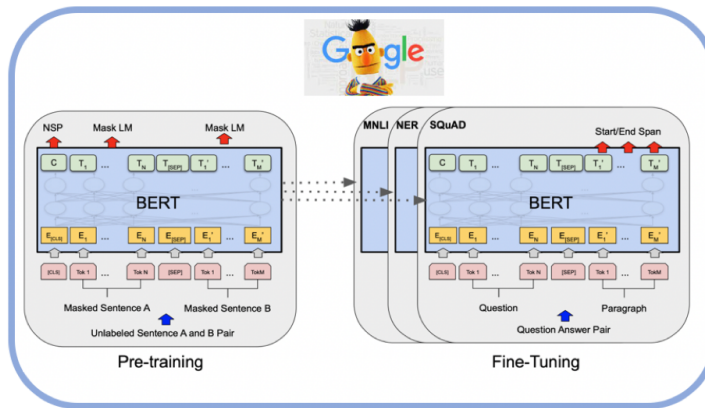 Google
NSP Mask LM Mask LM
C T1 ... TN T[SEP] T1' ... TM'
BERT
E[CLS] E1 ... EN E[SEP] E1' ... EM'
[CLS] Tok 1 ... Tok N [SEP] Tok 1 ... TokM
Masked Sentence A Masked Sentence B
Unlabeled Sentence A and B Pair
Pre-training
MNLI NER SQuAD
Start/End Span
C T1 ... TN T[SEP] T1' ... TM'
BERT
E[CLS] E1 ... EN E[SEP] E1' ... EM'
[CLS] Tok 1 ... Tok N [SEP] Tok 1 ... TokM
Question Paragraph
Question Answer Pair
Fine-Tuning